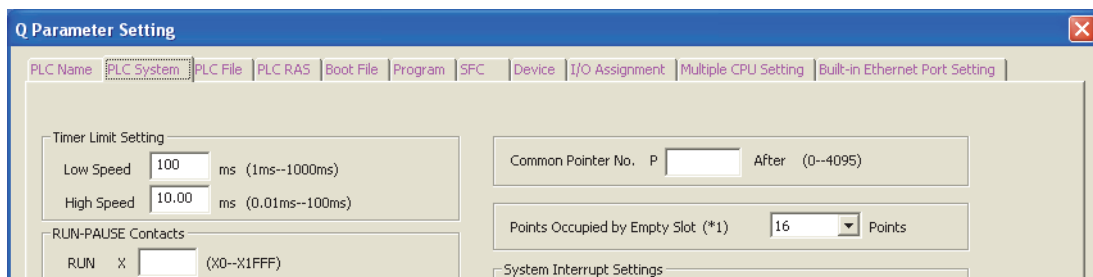 Q Parameter Setting
PLC Name PLC System PLC File PLC RAS Boot File Program SFC Device I/O Assignment Multiple CPU Setting Built-in Ethernet Port Setting
Timer Limit Setting
Low Speed 100 ms (1ms--1000ms)
High Speed 10.00 ms (0.01ms--100ms)
RUN-PAUSE Contacts
RUN X (X0--X1FFF)
Common Pointer No. P After (0--4095)
Points Occupied by Empty Slot (*1) 16 Points
System Interrupt Settings